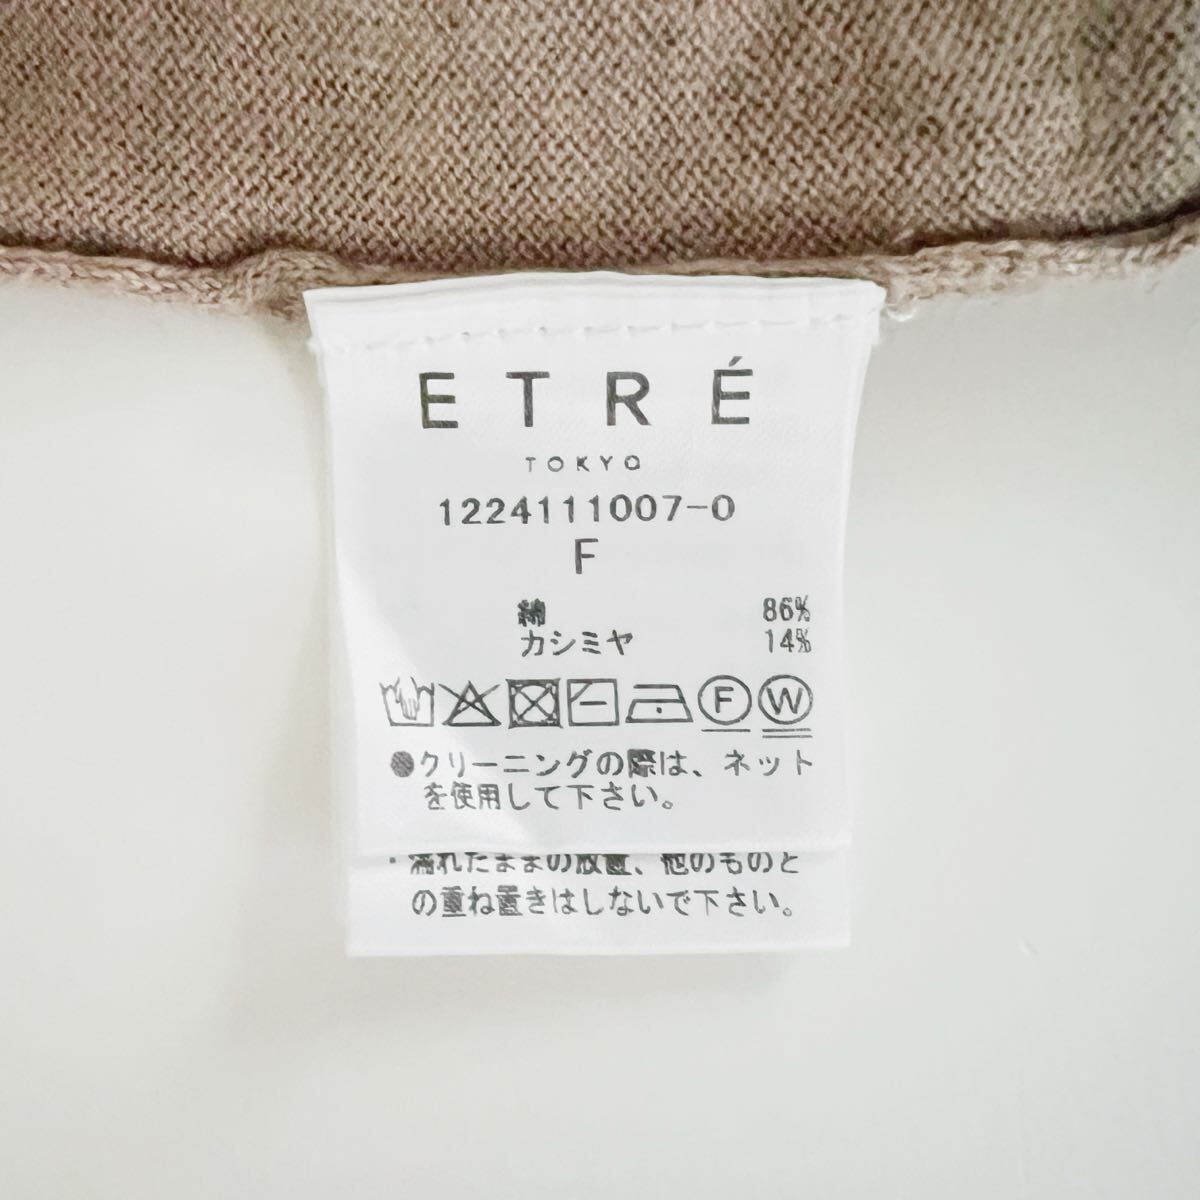 ETRÉ
TOKYO
1224111007-0
F
綿 86%
カシミヤ 14%
F W
●クリーニングの際は、ネット
を使用して下さい。
・濡れたままの放置、他のものと
の重ね置きはしないで下さい。